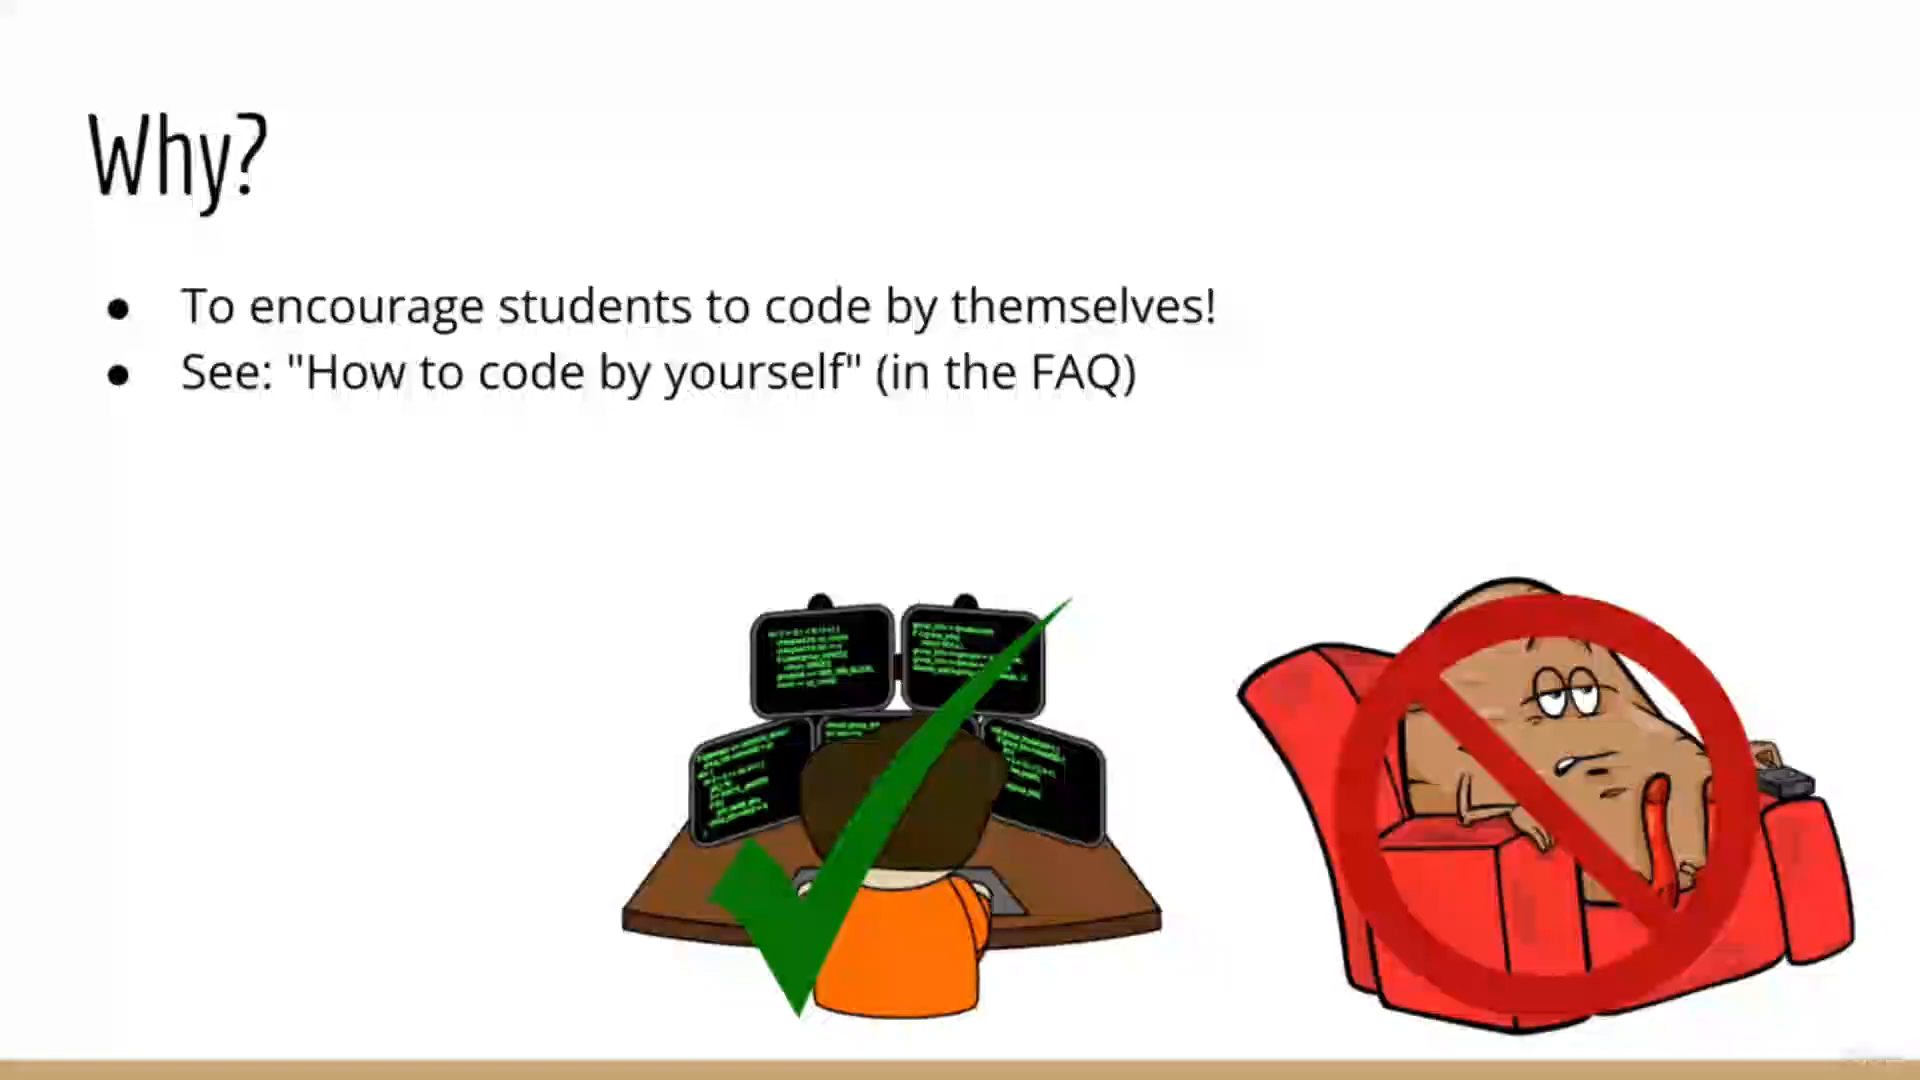 Why?
● To encourage students to code by themselves!
● See: "How to code by yourself" (in the FAQ)